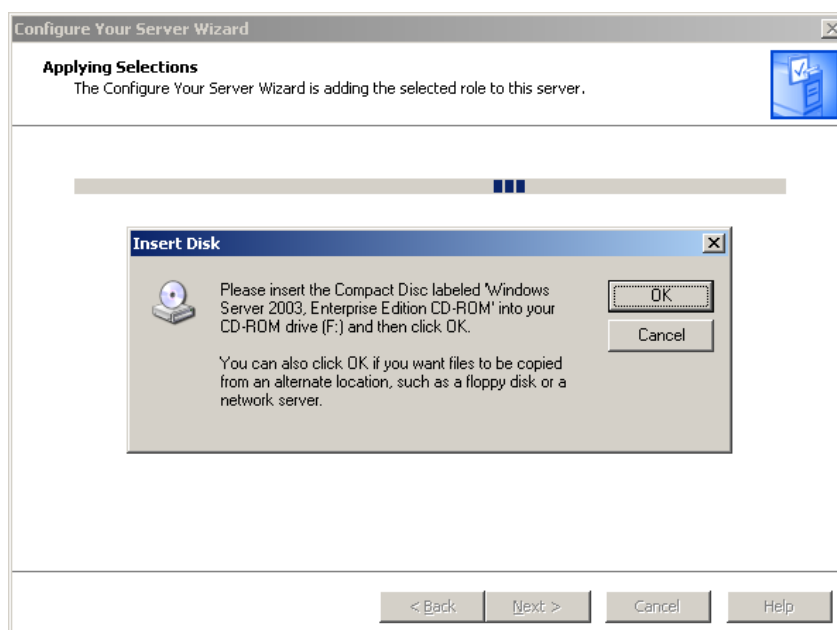 Configure Your Server Wizard
Applying Selections
The Configure Your Server Wizard is adding the selected role to this server.
Insert Disk
Please insert the Compact Disc labeled 'Windows
Server 2003, Enterprise Edition CD-ROM' into your
CD-ROM drive (F:) and then click OK.
You can also click OK if you want files to be copied
from an alternate location, such as a floppy disk or a
network server.
OK
Cancel
< Back
Next >
Cancel
Help